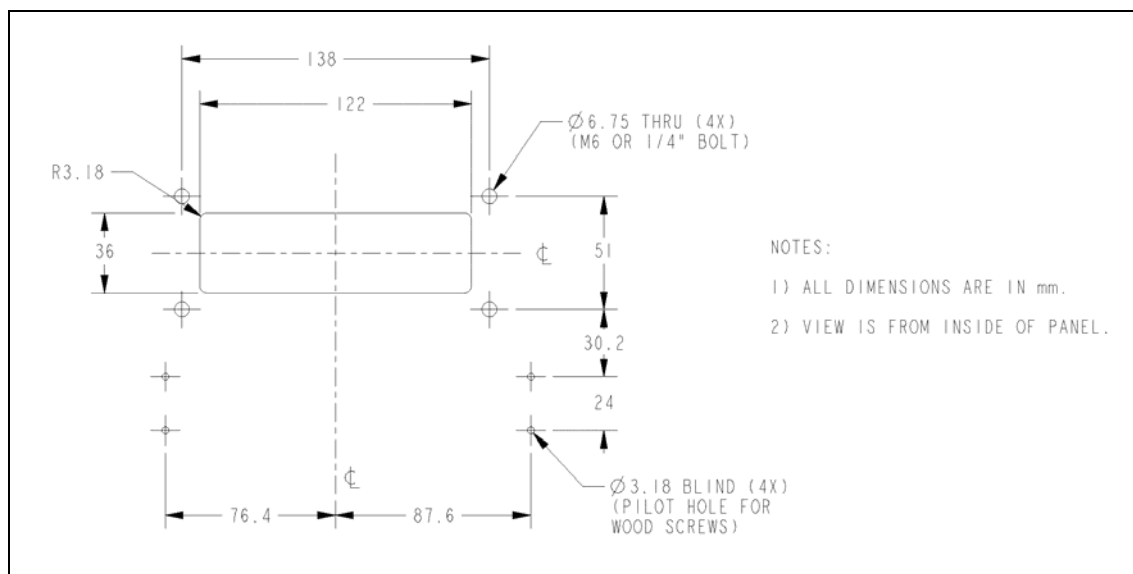 138
122
Ø6.75 THRU (4X)
(M6 OR 1/4" BOLT)
R3.18
36
℄
51
NOTES:
1) ALL DIMENSIONS ARE IN mm.
2) VIEW IS FROM INSIDE OF PANEL.
30.2
24
℄
Ø3.18 BLIND (4X)
(PILOT HOLE FOR
WOOD SCREWS)
76.4
87.6